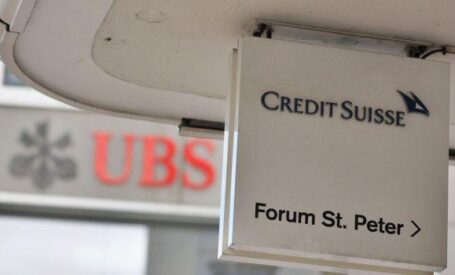 CREDIT SUISSE
UBS
Forum St. Peter >